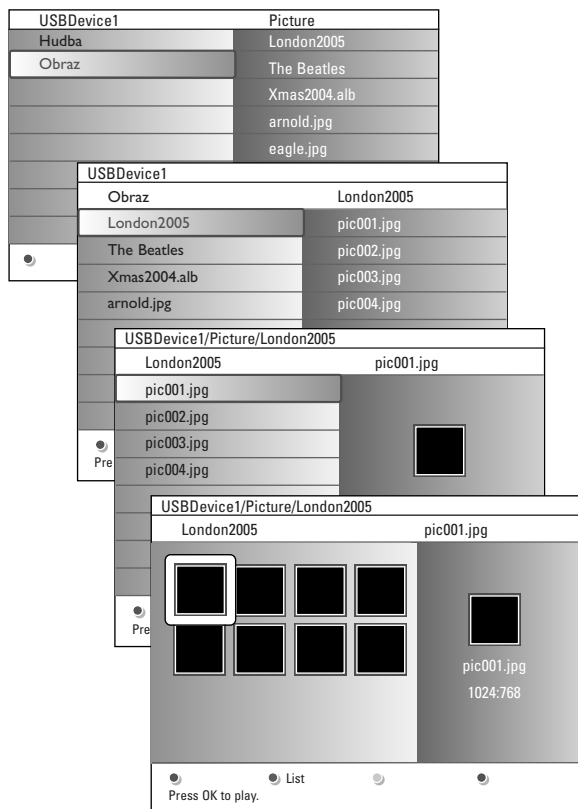 USBDevice1 Picture
Hudba London2005
Obraz The Beatles
Xmas2004.alb
arnold.jpg
eagle.jpg
USBDevice1
Obraz London2005
London2005 pic001.jpg
The Beatles pic002.jpg
Xmas2004.alb pic003.jpg
arnold.jpg pic004.jpg
Pre
USBDevice1/Picture/London2005
London2005 pic001.jpg
pic001.jpg
pic002.jpg
pic003.jpg
pic004.jpg
Pre
USBDevice1/Picture/London2005
London2005 pic001.jpg
pic001.jpg
1024:768
List
Press OK to play.